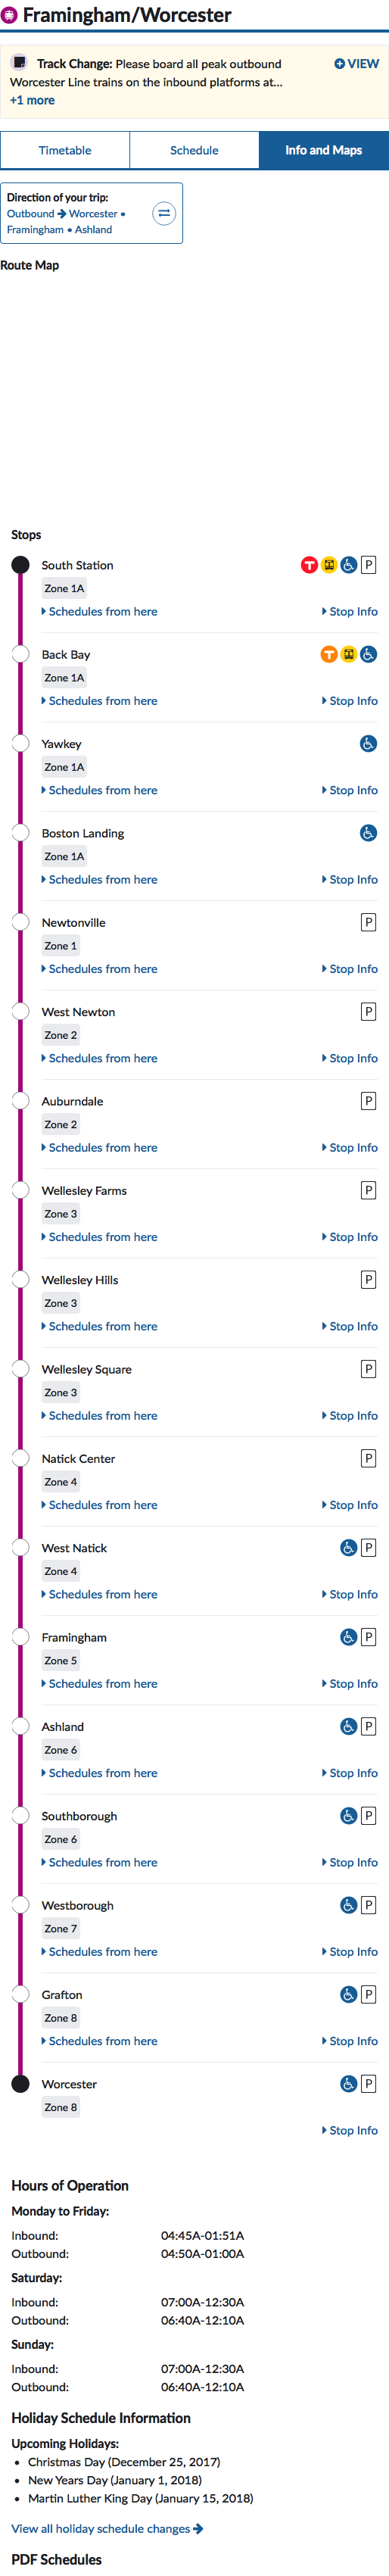 Framingham/Worcester
Track Change: Please board all peak outbound
VIEW
Worcester Line trains on the inbound platforms at...
+1 more
Timetable
Schedule
Info and Maps
Direction of your trip:
Outbound → Worcester •
Framingham • Ashland
Route Map
Stops
South Station
T
P
Zone 1A
Schedules from here
Stop Info
Back Bay
T
Zone 1A
Schedules from here
Stop Info
Yawkey
Zone 1A
Schedules from here
Stop Info
Boston Landing
Zone 1A
Schedules from here
Stop Info
Newtonville
P
Zone 1
Schedules from here
Stop Info
West Newton
P
Zone 2
Schedules from here
Stop Info
Auburndale
P
Zone 2
Schedules from here
Stop Info
Wellesley Farms
P
Zone 3
Schedules from here
Stop Info
Wellesley Hills
P
Zone 3
Schedules from here
Stop Info
Wellesley Square
P
Zone 3
Schedules from here
Stop Info
Natick Center
P
Zone 4
Schedules from here
Stop Info
West Natick
P
Zone 4
Schedules from here
Stop Info
Framingham
P
Zone 5
Schedules from here
Stop Info
Ashland
P
Zone 6
Schedules from here
Stop Info
Southborough
P
Zone 6
Schedules from here
Stop Info
Westborough
P
Zone 7
Schedules from here
Stop Info
Grafton
P
Zone 8
Schedules from here
Stop Info
Worcester
P
Zone 8
Stop Info
Hours of Operation
Monday to Friday:
Inbound: 04:45A-01:51A
Outbound: 04:50A-01:00A
Saturday:
Inbound: 07:00A-12:30A
Outbound: 06:40A-12:10A
Sunday:
Inbound: 07:00A-12:30A
Outbound: 06:40A-12:10A
Holiday Schedule Information
Upcoming Holidays:
• Christmas Day (December 25, 2017)
• New Years Day (January 1, 2018)
• Martin Luther King Day (January 15, 2018)
View all holiday schedule changes →
PDF Schedules